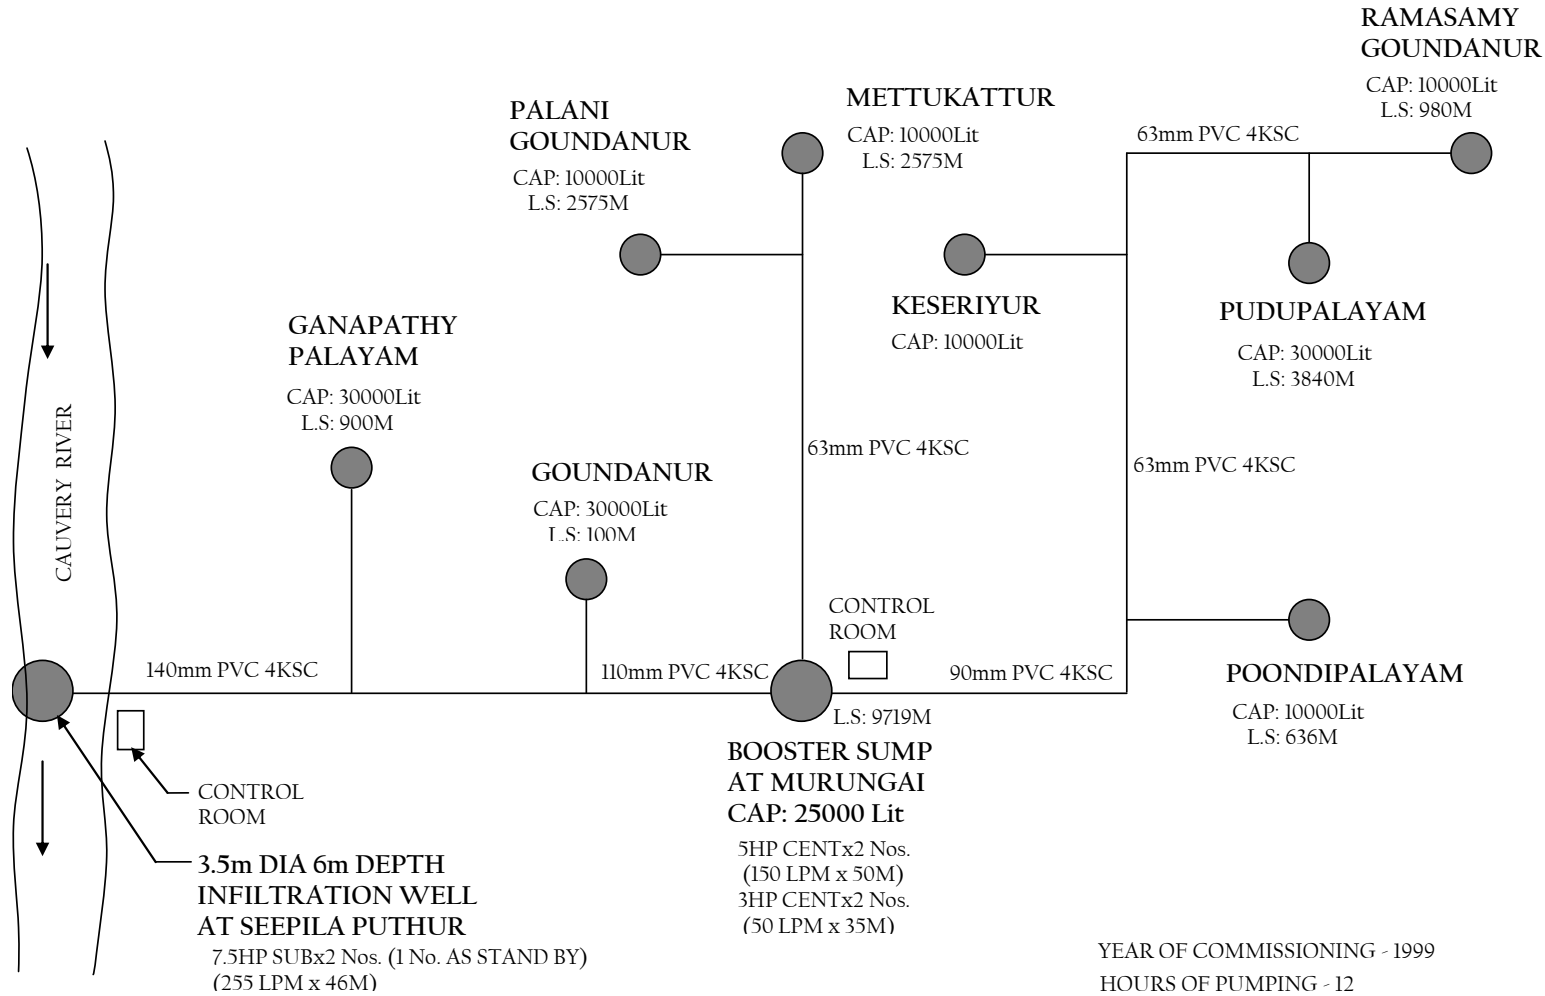 RAMASAMY
GOUNDANUR
CAP: 10000Lit
L.S: 980M
PALANI
GOUNDANUR
CAP: 10000Lit
L.S: 2575M
METTUKATTUR
CAP: 10000Lit
L.S: 2575M
63mm PVC 4KSC
KESERIYUR
CAP: 10000Lit
PUDUPALAYAM
CAP: 30000Lit
L.S: 3840M
GANAPATHY
PALAYAM
CAP: 30000Lit
L.S: 900M
CAUVERY RIVER
GOUNDANUR
CAP: 30000Lit
L.S: 100M
63mm PVC 4KSC
63mm PVC 4KSC
CONTROL
ROOM
140mm PVC 4KSC
110mm PVC 4KSC
90mm PVC 4KSC
POONDIPALAYAM
CAP: 10000Lit
L.S: 636M
L.S: 9719M
BOOSTER SUMP
AT MURUNGAI
CAP: 25000 Lit
5HP CENTx2 Nos.
(150 LPM x 50M)
3HP CENTx2 Nos.
(50 LPM x 35M)
CONTROL
ROOM
3.5m DIA 6m DEPTH
INFILTRATION WELL
AT SEEPILA PUTHUR
7.5HP SUBx2 Nos. (1 No. AS STAND BY)
(255 LPM x 46M)
YEAR OF COMMISSIONING - 1999
HOURS OF PUMPING - 12